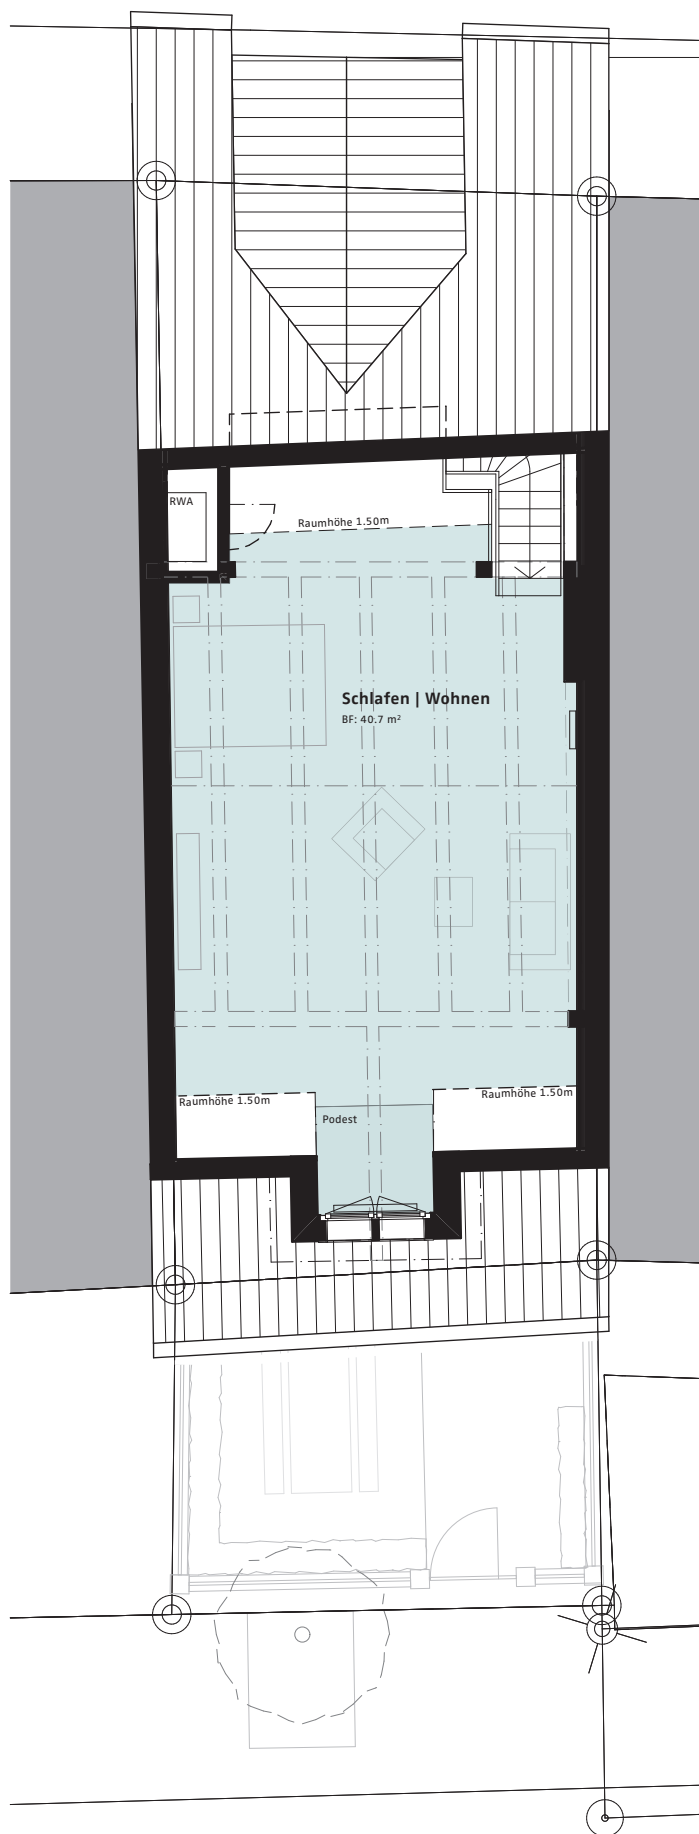 RWA
Raumhöhe 1.50m
Schlafen | Wohnen
BF: 40.7 m²
Raumhöhe 1.50m
Raumhöhe 1.50m
Podest